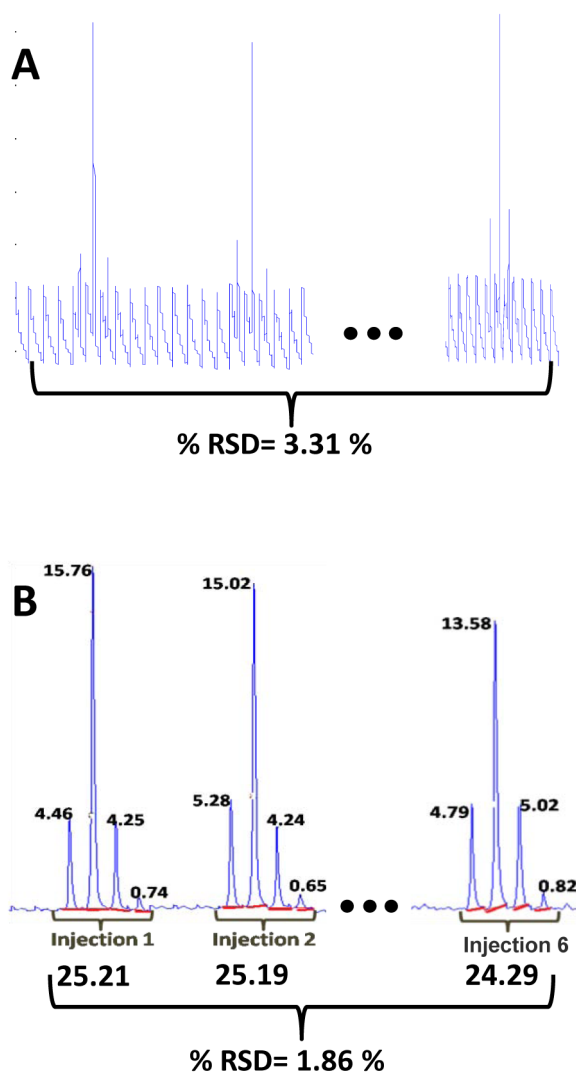 A
% RSD= 3.31 %
B
15.76
15.02
13.58
4.46
4.25
5.28
4.24
4.79
5.02
0.74
0.65
0.82
Injection 1
Injection 2
Injection 6
25.21
25.19
24.29
% RSD= 1.86 %